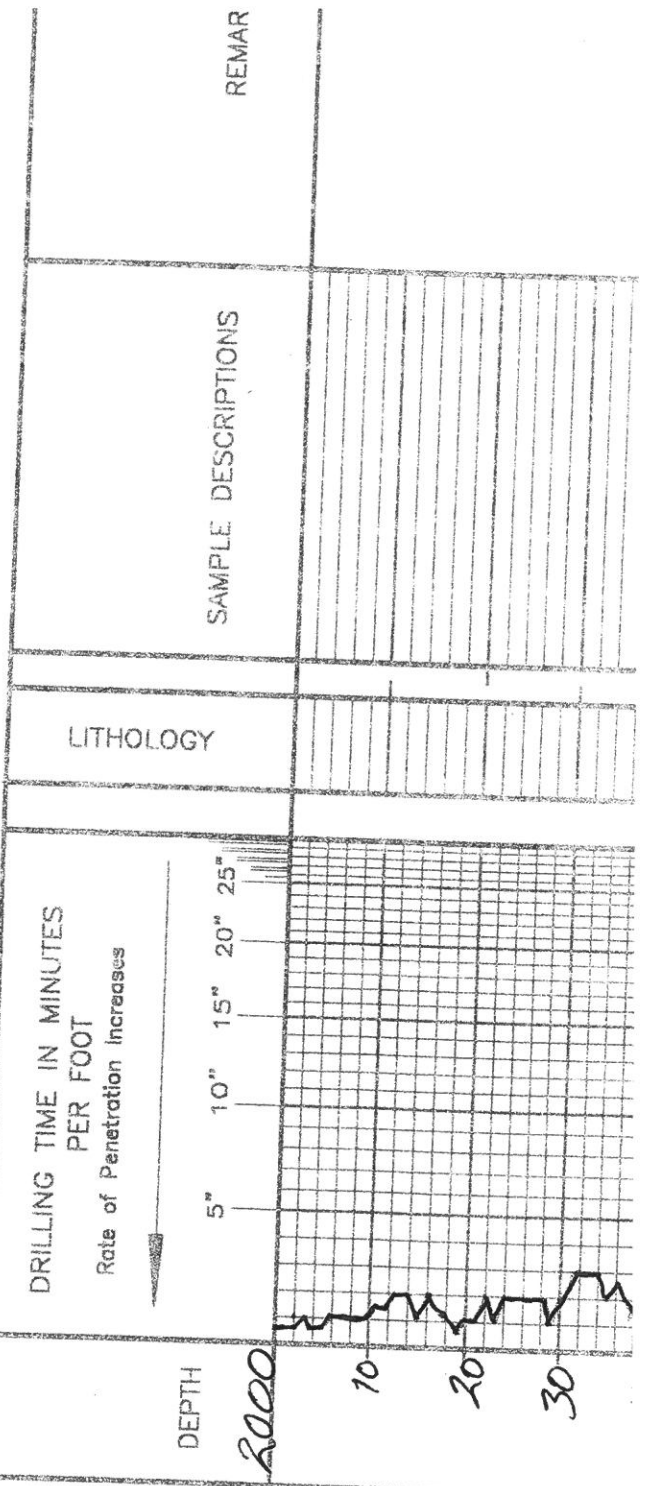 DRILLING TIME IN MINUTES
PER FOOT
Rate of Penetration Increases
DEPTH
5" 10" 15" 20" 25"
LITHOLOGY
SAMPLE DESCRIPTIONS
REMAR
2000
10
20
30